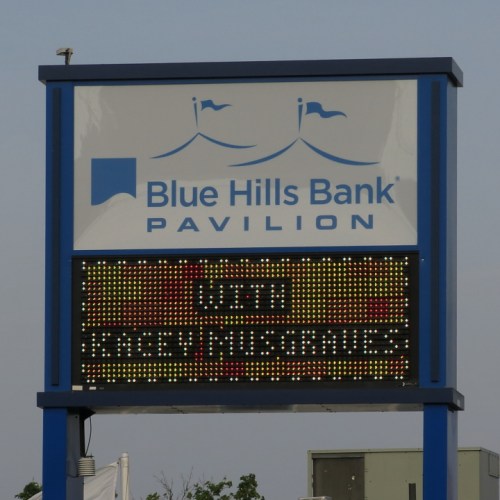 Blue Hills Bank®
PAVILION
WITH
KACEY MUSGRAVES